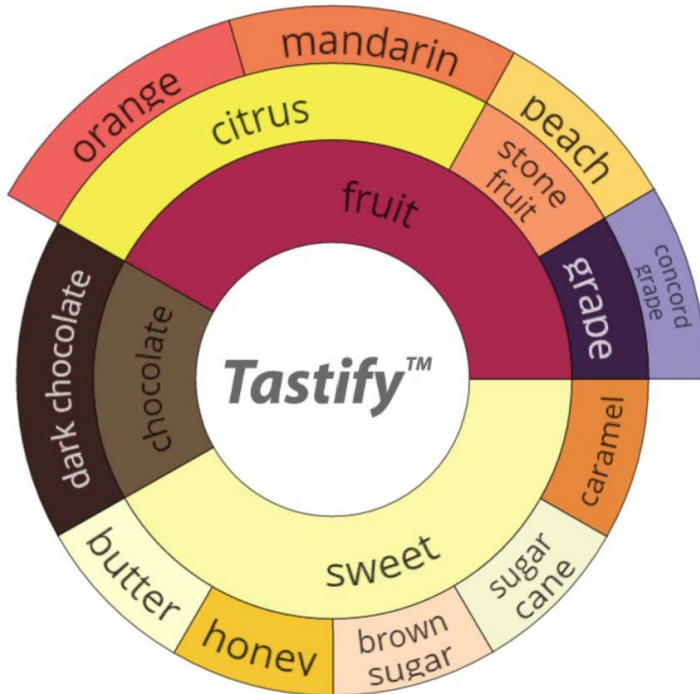 mandarin
orange
citrus
peach
stone
fruit
fruit
grape
concord
grape
dark chocolate
chocolate
Tastify™
caramel
sweet
sugar
cane
butter
honey
brown
sugar